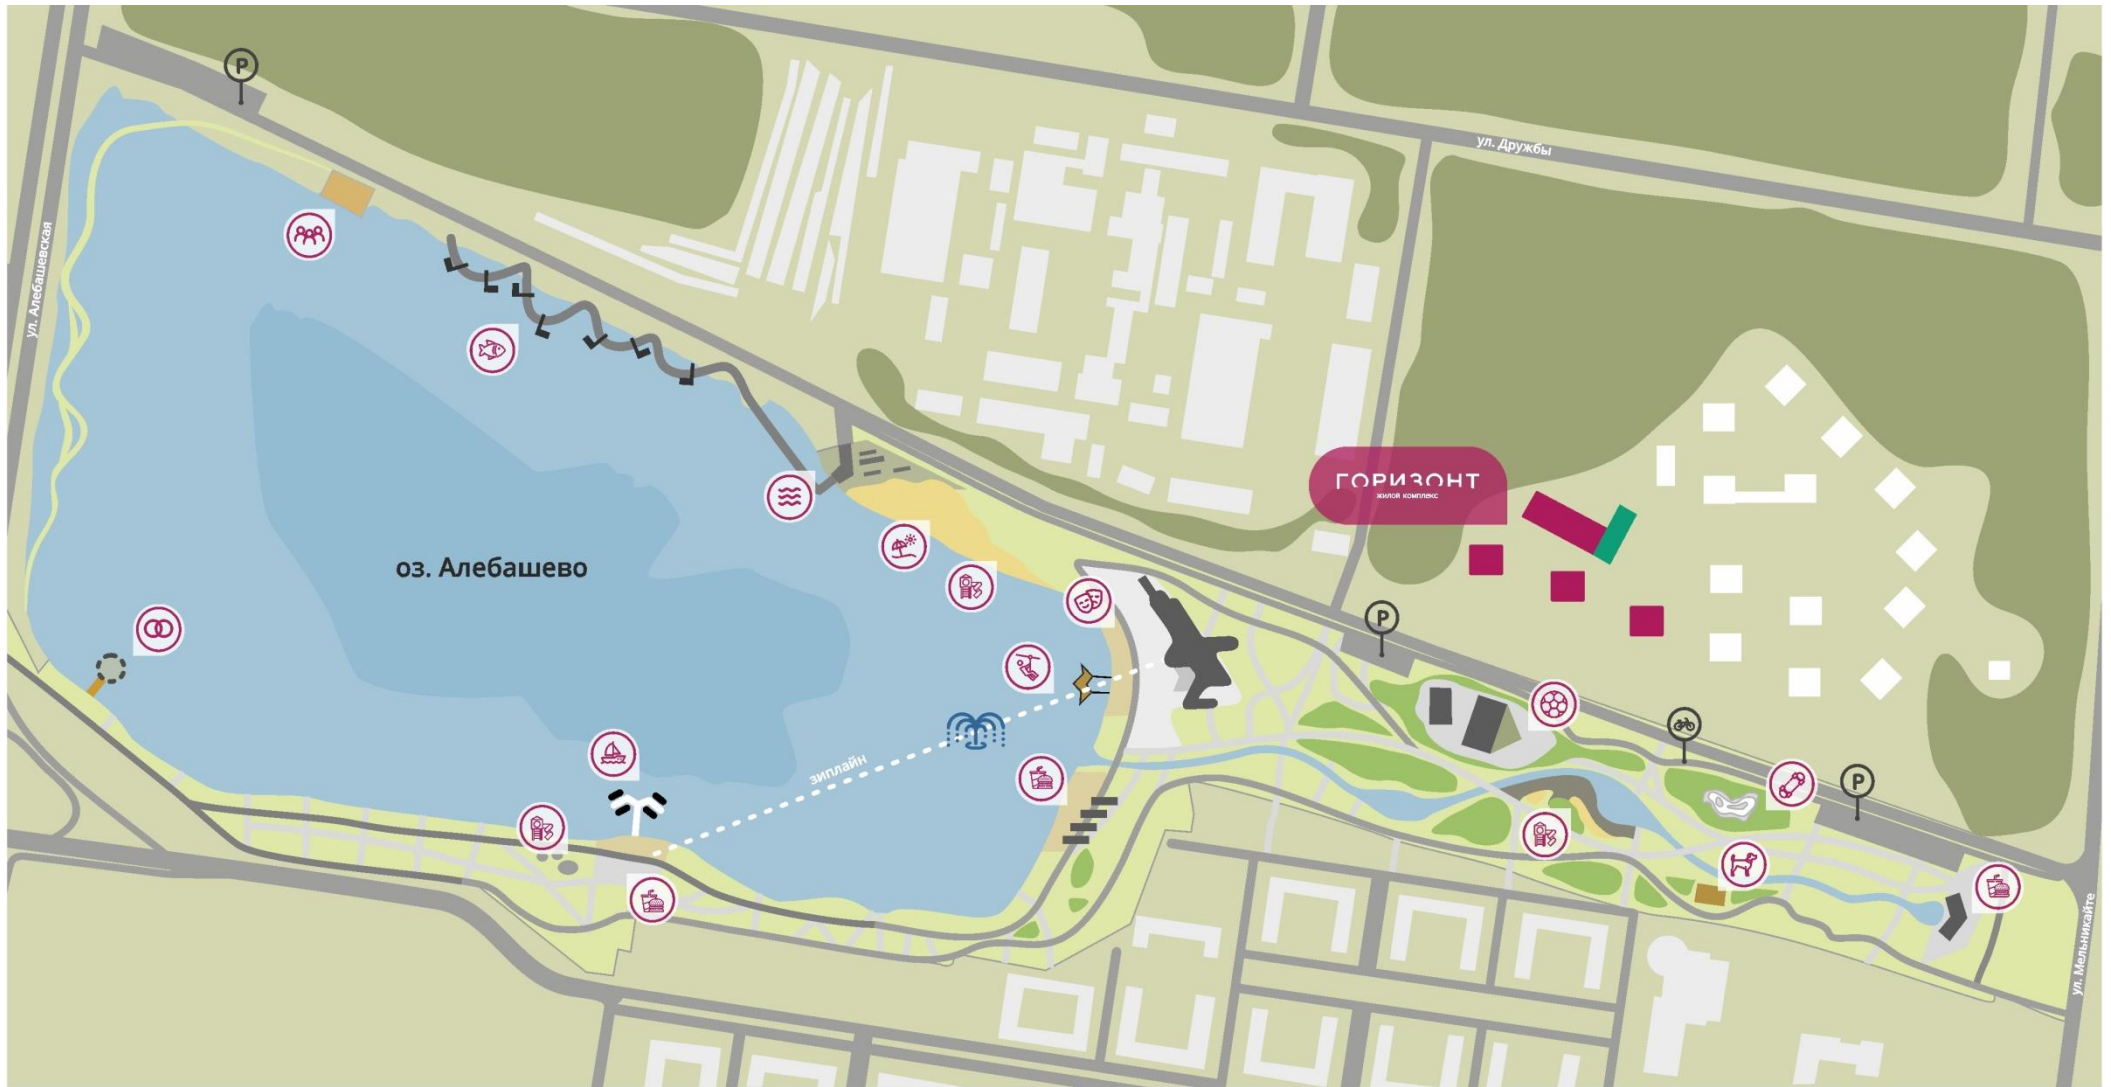 P
ул. Дружбы
ул. Алебашевская
ГОРИЗОНТ
жилой комплекс
оз. Алебашево
P
зиплайн
P
ул. Мельникайте